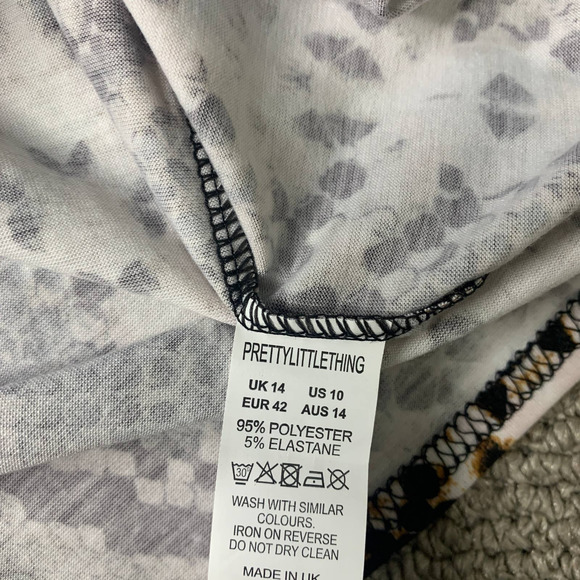 PRETTYLITTLETHING
UK 14 US 10
EUR 42 AUS 14
95% POLYESTER
5% ELASTANE
30
WASH WITH SIMILAR
COLOURS.
IRON ON REVERSE
DO NOT DRY CLEAN
MADE IN UK